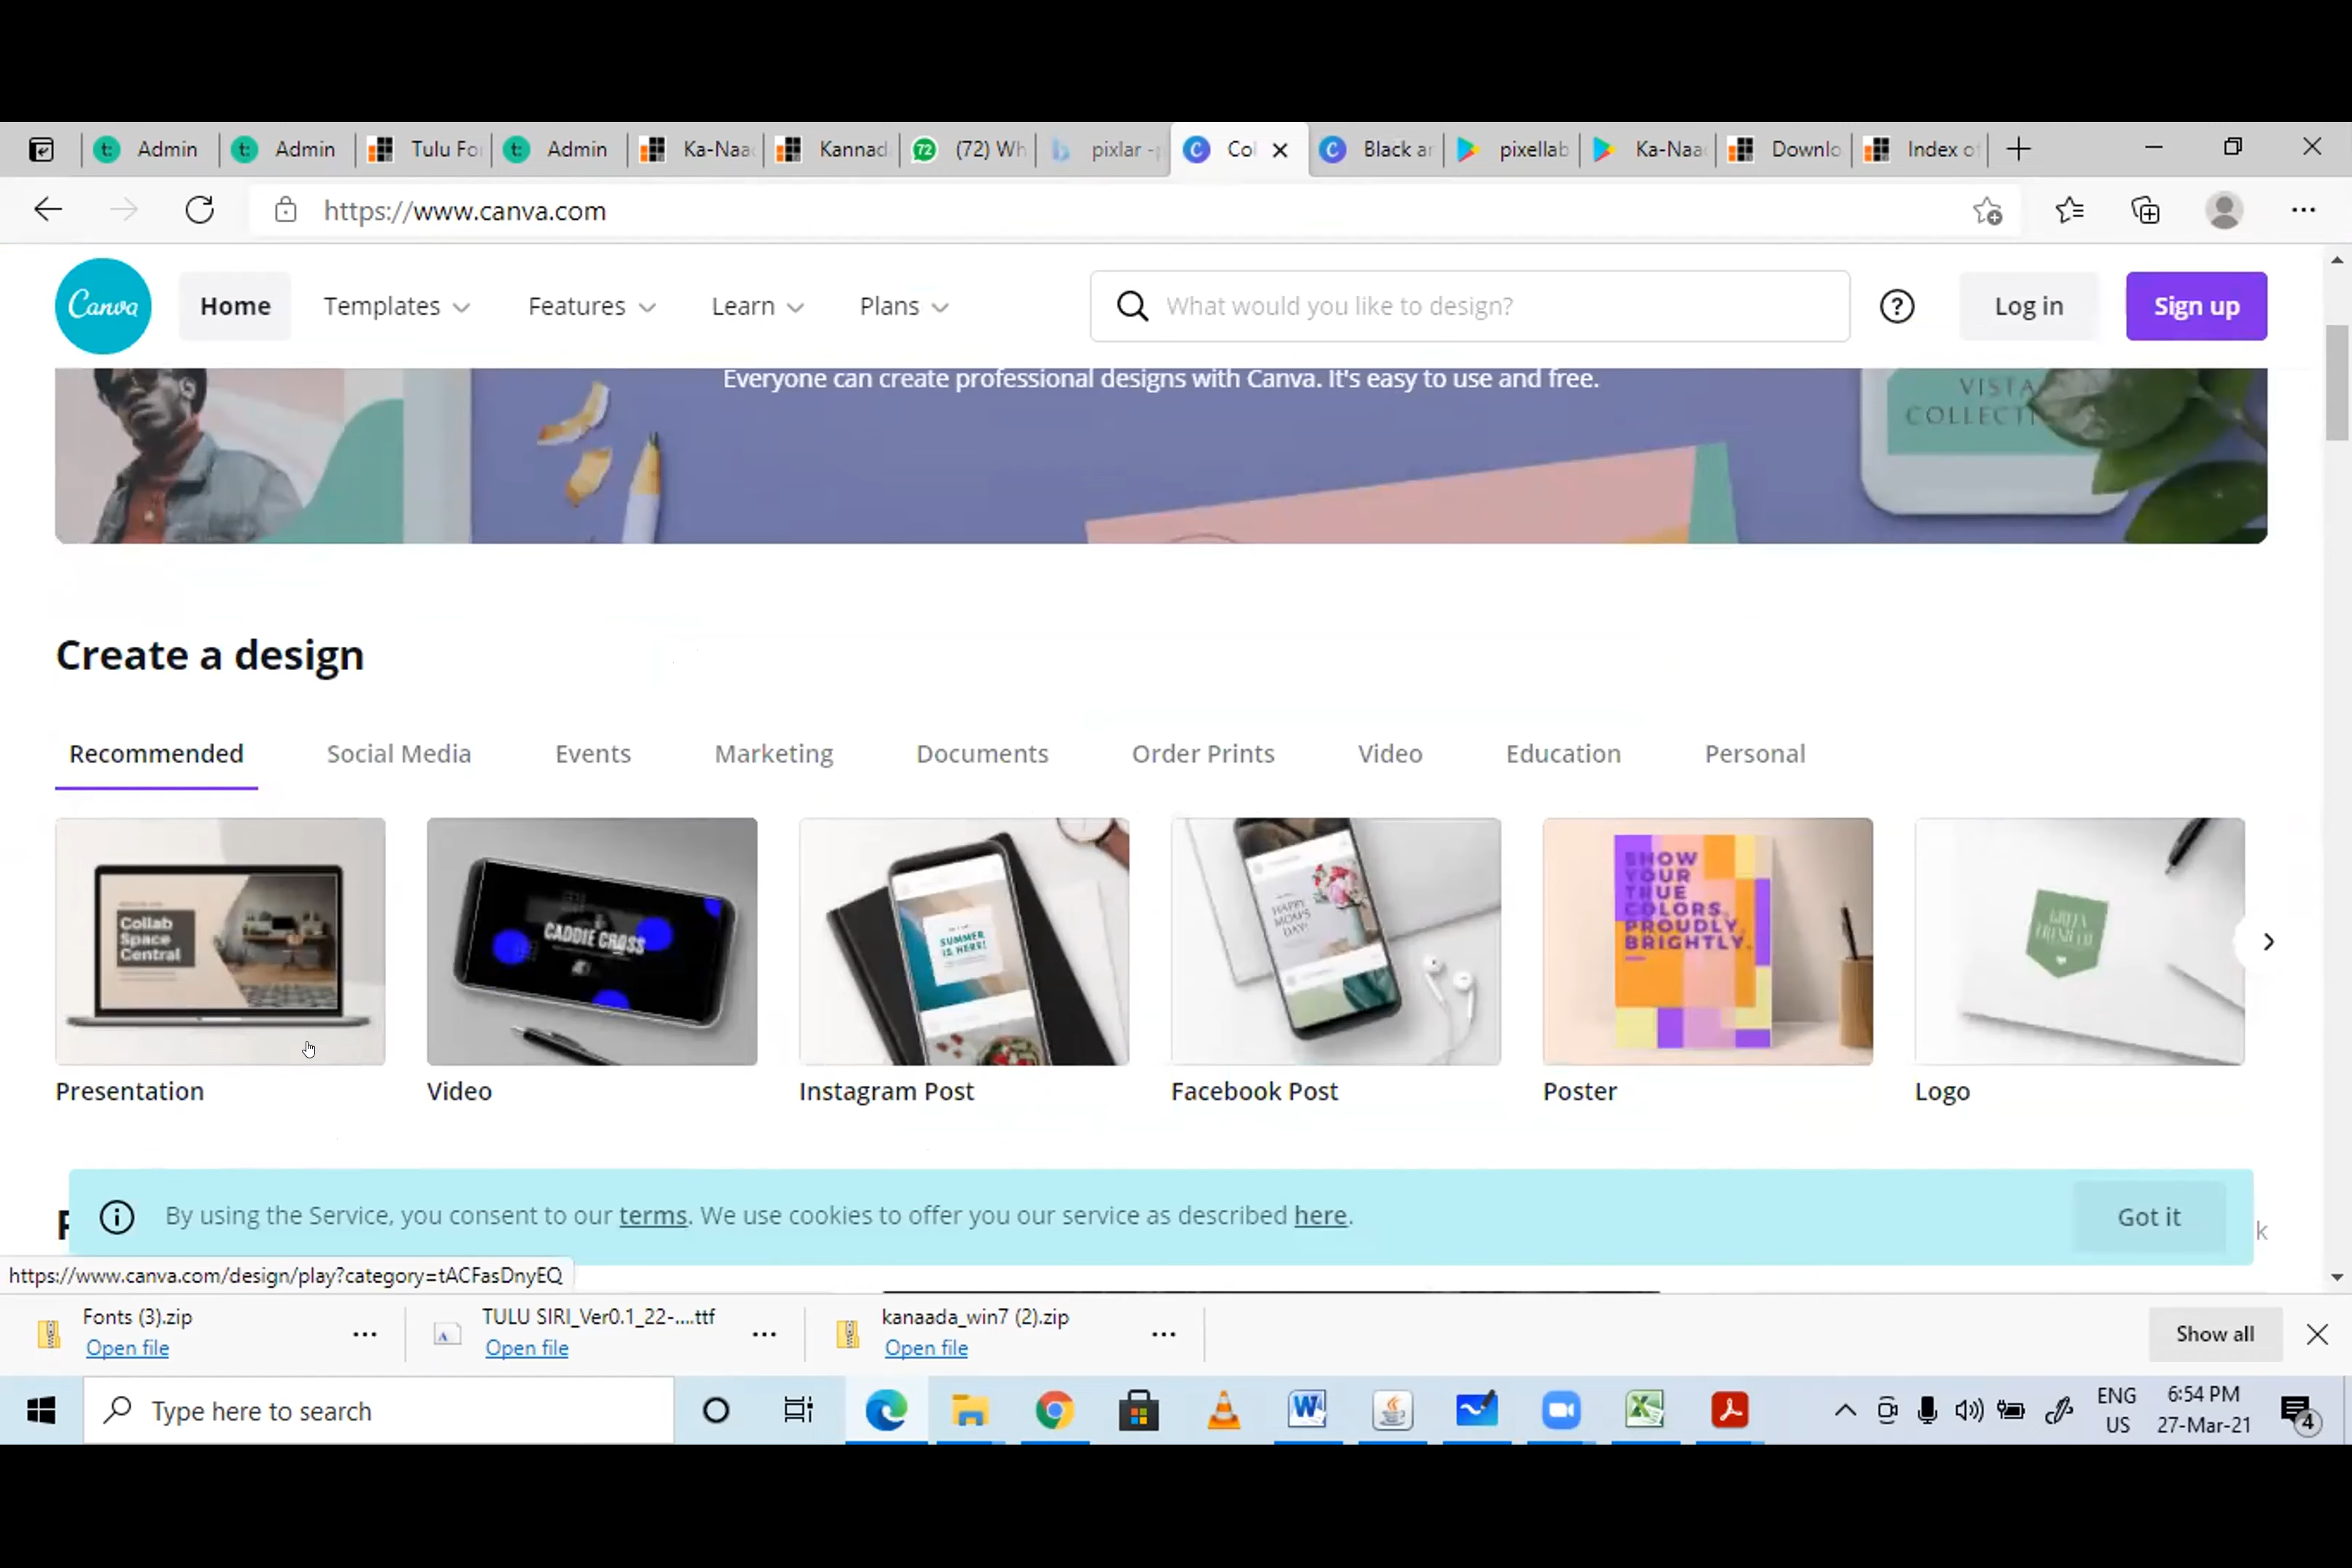 Admin
Admin
Tulu Fo
Admin
Ka-Naa
Kannad
72
(72) Wh
pixlar -
Co
Black ar
pixellab
Ka-Naa
Downlo
Index o
https://www.canva.com
Canva
Home
Templates
Features
Learn
Plans
What would you like to design?
Log in
Sign up
Everyone can create professional designs with Canva. It's easy to use and free.
VISTA
COLLECTI
Create a design
Recommended
Social Media
Events
Marketing
Documents
Order Prints
Video
Education
Personal
Collab
Space
Central
CADDIE CROSS
SUMMER
IS HERE!
HAPPY
MOM'S
DAY!
SHOW
YOUR
TRUE
COLORS.
PROUDLY.
BRIGHTLY.
Presentation
Video
Instagram Post
Facebook Post
Poster
Logo
By using the Service, you consent to our terms. We use cookies to offer you our service as described here.
Got it
k
https://www.canva.com/design/play?category=tACFasDnyEQ
Fonts (3).zip
Open file
TULU SIRI_Ver0.1_22-....ttf
Open file
kanaada_win7 (2).zip
Open file
Show all
Type here to search
ENG
US
6:54 PM
27-Mar-21
4